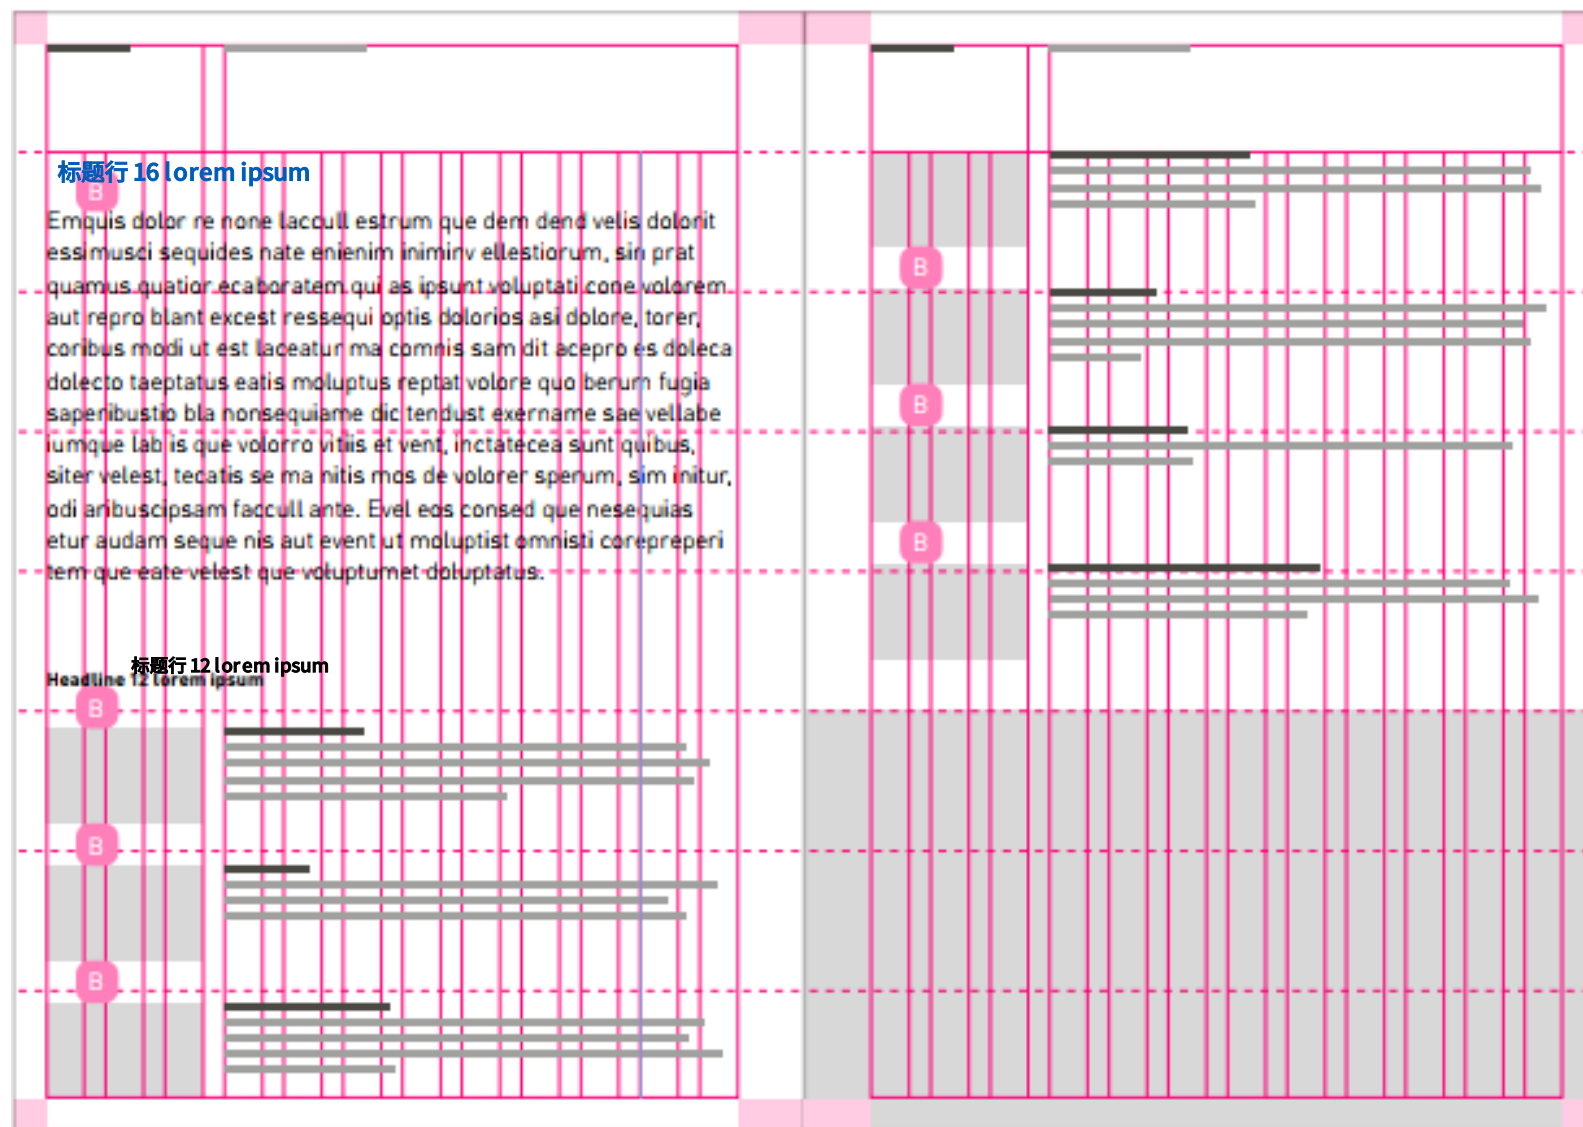 标题行 16 lorem ipsum
B
Emquis dolor re none laccull estrum que dem dend velis dolorit
essimusci sequides nate enienim inimirv ellestiorum, sin prat
quamus quatior ecaboratem qui as ipsunt voluptati cone volorem
aut repro blant excest ressequi optis dolorios asi dolore, torer,
coribus modi ut est laceatur ma comnis sam dit acepro es doleca
dolecto taeptatus eatis moluptus reptat volore quo berum fugia
saperibustio bla nonsequiame dic tendust exername sae vellabe
iumque lab is que volorro vitiis et vent, inctatecea sunt quibus,
siter velest, tecatis se ma nitis mos de volorer sperum, sim initur,
odi aribuscipsam faccull ante. Evel eos consed que nesequias
etur audam seque nis aut event ut moluptist omnisti corepreperi
tem que eate velest que voluptumet doluptatus.
标题行 12 lorem ipsum
Headline 12 lorem ipsum
B
B
B
B
B
B